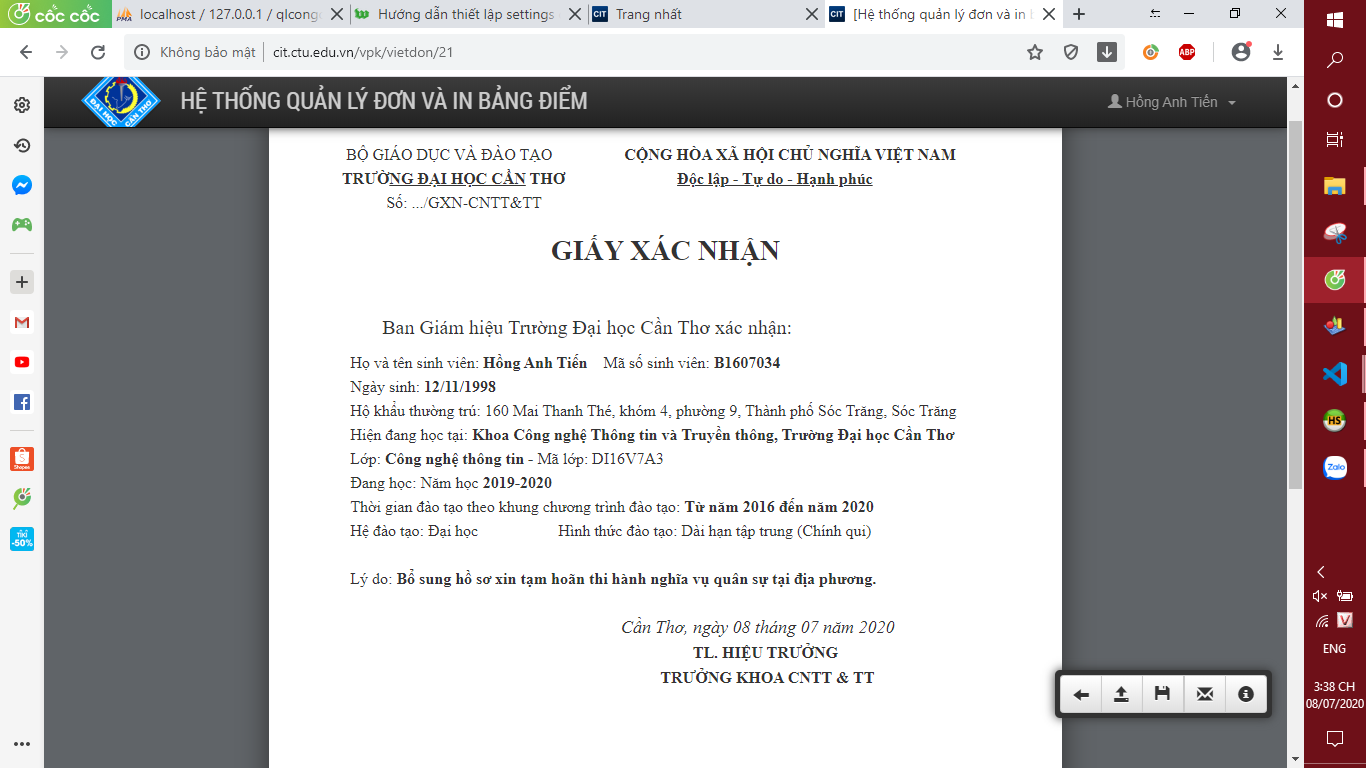 cốc cốc
localhost / 127.0.0.1 / qlcong
Hướng dẫn thiết lập settings
Trang nhất
[Hệ thống quản lý đơn và in b
Không bảo mật
cit.ctu.edu.vn/vpk/vietdon/21
ABP
ĐẠI HỌC CẦN THƠ
HỆ THỐNG QUẢN LÝ ĐƠN VÀ IN BẢNG ĐIỂM
Hồng Anh Tiến
BỘ GIÁO DỤC VÀ ĐÀO TẠO
CỘNG HÒA XÃ HỘI CHỦ NGHĨA VIỆT NAM
TRƯỜNG ĐẠI HỌC CẦN THƠ
Độc lập - Tự do - Hạnh phúc
Số: .../GXN-CNTT&TT
GIẤY XÁC NHẬN
Ban Giám hiệu Trường Đại học Cần Thơ xác nhận:
Họ và tên sinh viên: Hồng Anh Tiến Mã số sinh viên: B1607034
Ngày sinh: 12/11/1998
Hộ khẩu thường trú: 160 Mai Thanh Thé, khóm 4, phường 9, Thành phố Sóc Trăng, Sóc Trăng
Hiện đang học tại: Khoa Công nghệ Thông tin và Truyền thông, Trường Đại học Cần Thơ
Lớp: Công nghệ thông tin - Mã lớp: DI16V7A3
Đang học: Năm học 2019-2020
Thời gian đào tạo theo khung chương trình đào tạo: Từ năm 2016 đến năm 2020
Hệ đào tạo: Đại học Hình thức đào tạo: Dài hạn tập trung (Chính qui)
Lý do: Bổ sung hồ sơ xin tạm hoãn thi hành nghĩa vụ quân sự tại địa phương.
Cần Thơ, ngày 08 tháng 07 năm 2020
TL. HIỆU TRƯỞNG
TRƯỞNG KHOA CNTT & TT
Shopee
TIKI
-50%
HS
Zalo
V
ENG
3:38 CH
08/07/2020